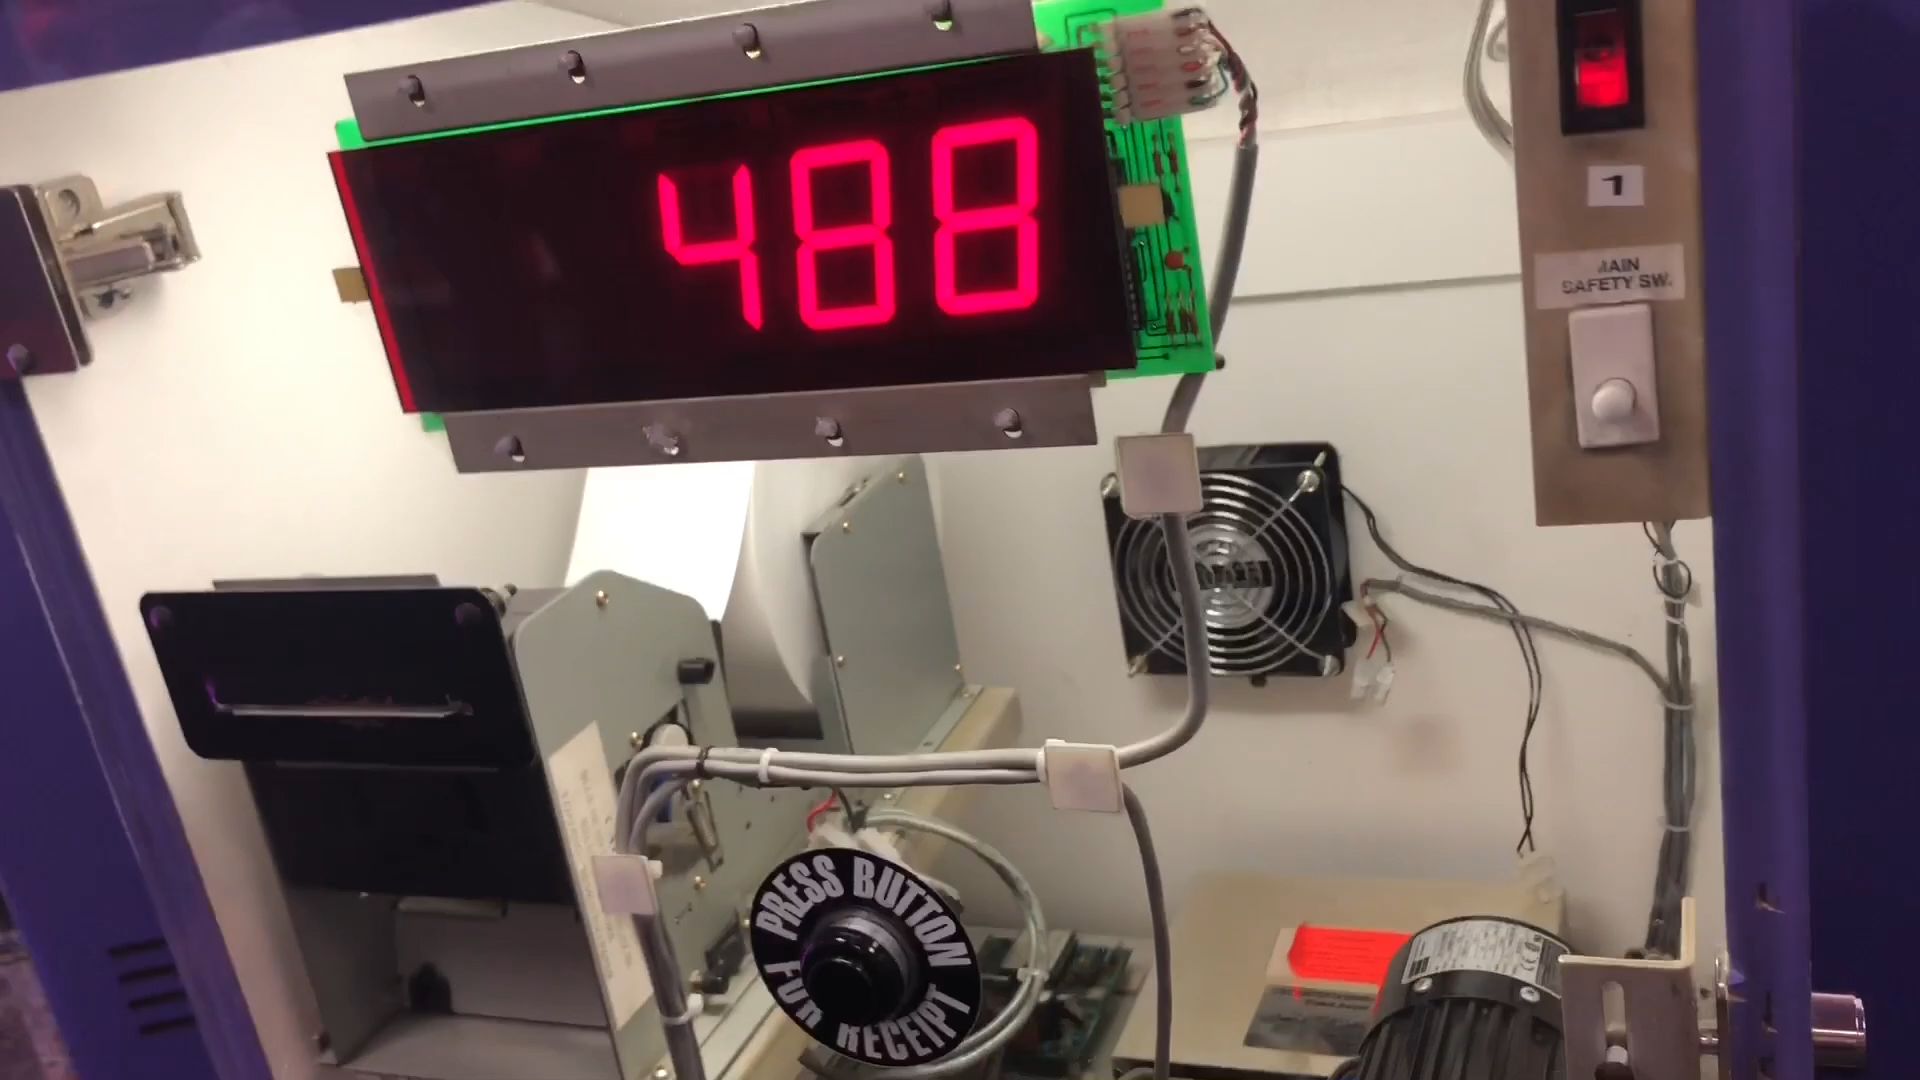 488
1
MAIN
SAFETY SW.
PRESS BUTTON
FOR RECEIPT